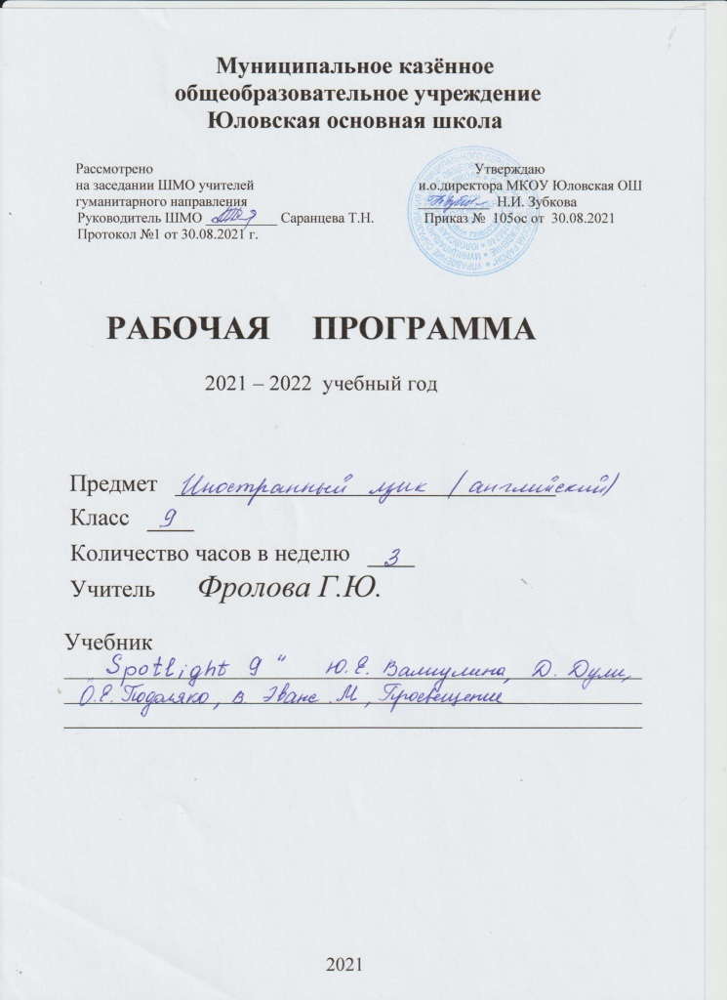 Муниципальное казённое
общеобразовательное учреждение
Юловская основная школа
Рассмотрено
на заседании ШМО учителей
гуманитарного направления
Руководитель ШМО Саранцева Т.Н.
Протокол №1 от 30.08.2021 г.
Утверждаю
и.о.директора МКОУ Юловская ОШ
Н.И. Зубкова
Приказ № 105ос от 30.08.2021
РАБОЧАЯ ПРОГРАММА
2021 – 2022 учебный год
Предмет Иностранный язык (английский)
Класс 9
Количество часов в неделю 3
Учитель Фролова Г.Ю.
Учебник
"Spotlight 9" Ю.Е. Валиулина, Д. Дули,
О.Е. Подоляко, В. Эванс М, Просвещение
2021